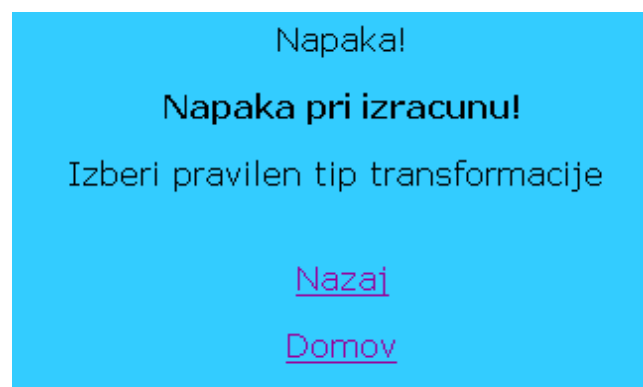 Napaka!
Napaka pri izracunu!
Izberi pravilen tip transformacije
Nazaj
Domov